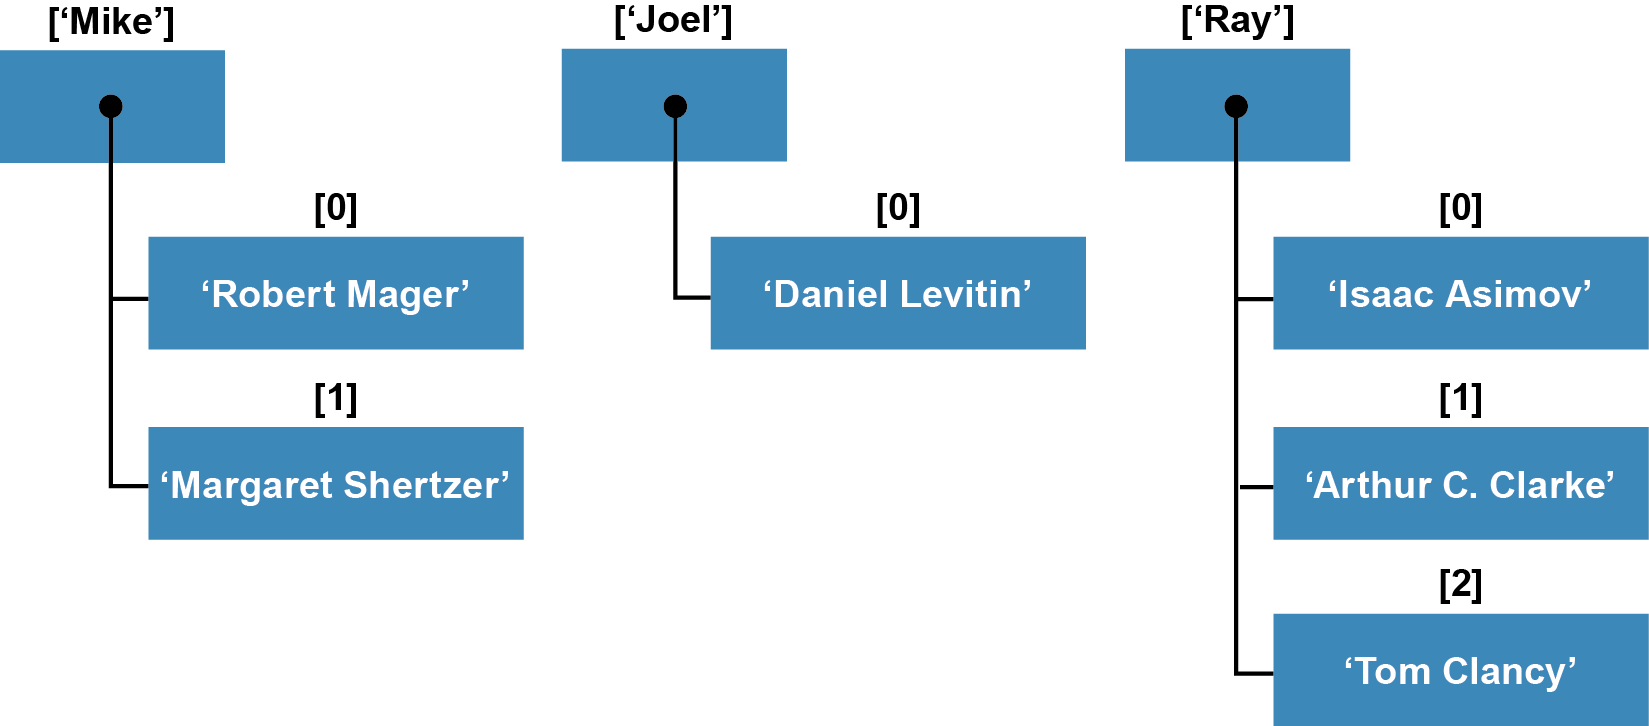 [‘Mike’]
[‘Joel’]
[‘Ray’]
[0]
‘Robert Mager’
[1]
‘Margaret Shertzer’
[0]
‘Daniel Levitin’
[0]
‘Isaac Asimov’
[1]
‘Arthur C. Clarke’
[2]
‘Tom Clancy’